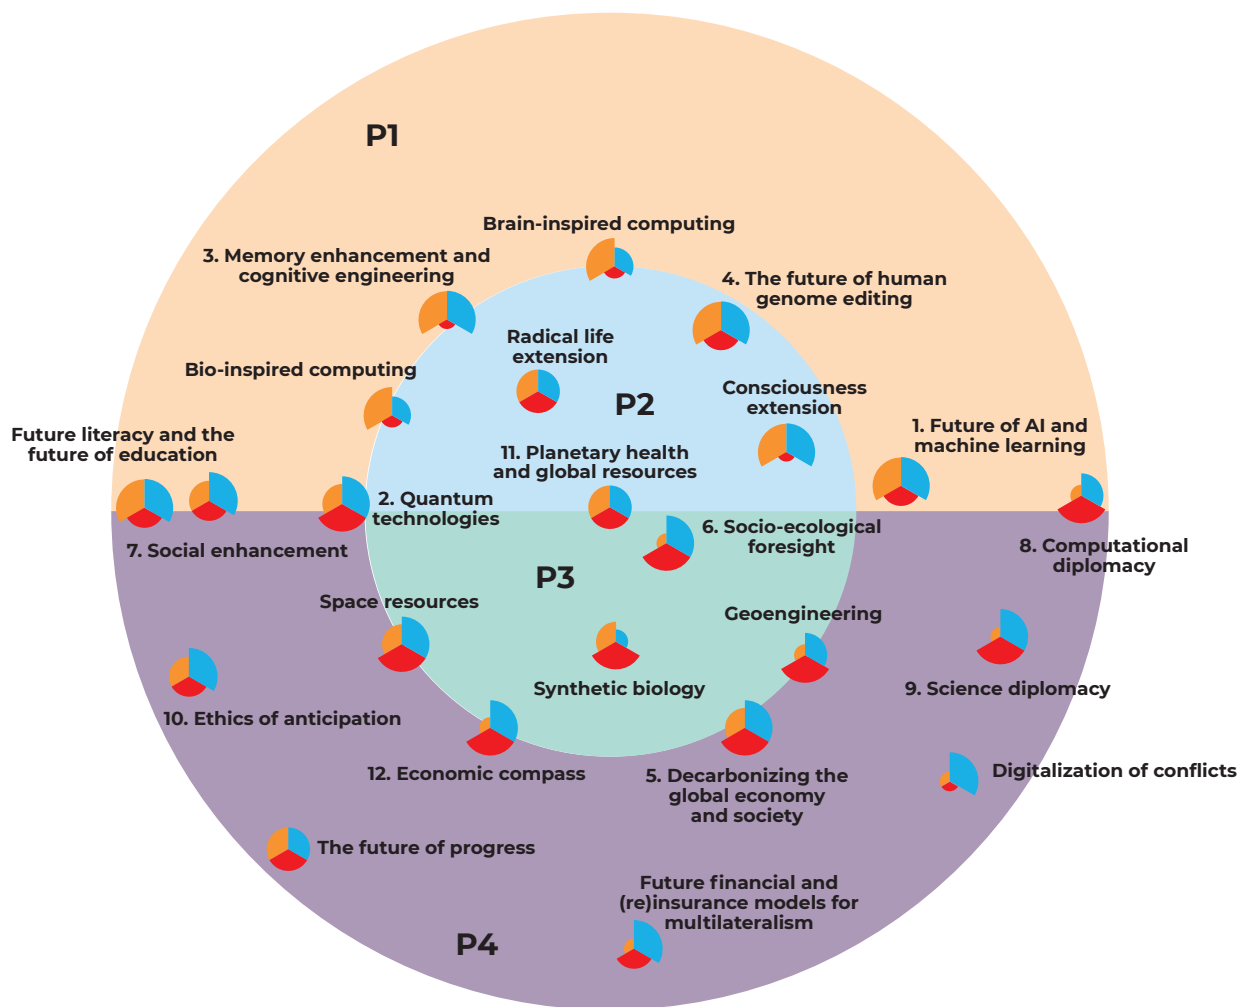 P1
Brain-inspired computing
3. Memory enhancement and
cognitive engineering
4. The future of human
genome editing
Radical life
extension
Bio-inspired computing
Consciousness
extension
P2
Future literacy and the
future of education
1. Future of AI and
machine learning
11. Planetary health
and global resources
2. Quantum
technologies
6. Socio-ecological
foresight
7. Social enhancement
8. Computational
diplomacy
P3
Space resources
Geoengineering
Synthetic biology
9. Science diplomacy
10. Ethics of anticipation
12. Economic compass
5. Decarbonizing the
global economy
and society
Digitalization of conflicts
The future of progress
Future financial and
(re)insurance models for
multilateralism
P4